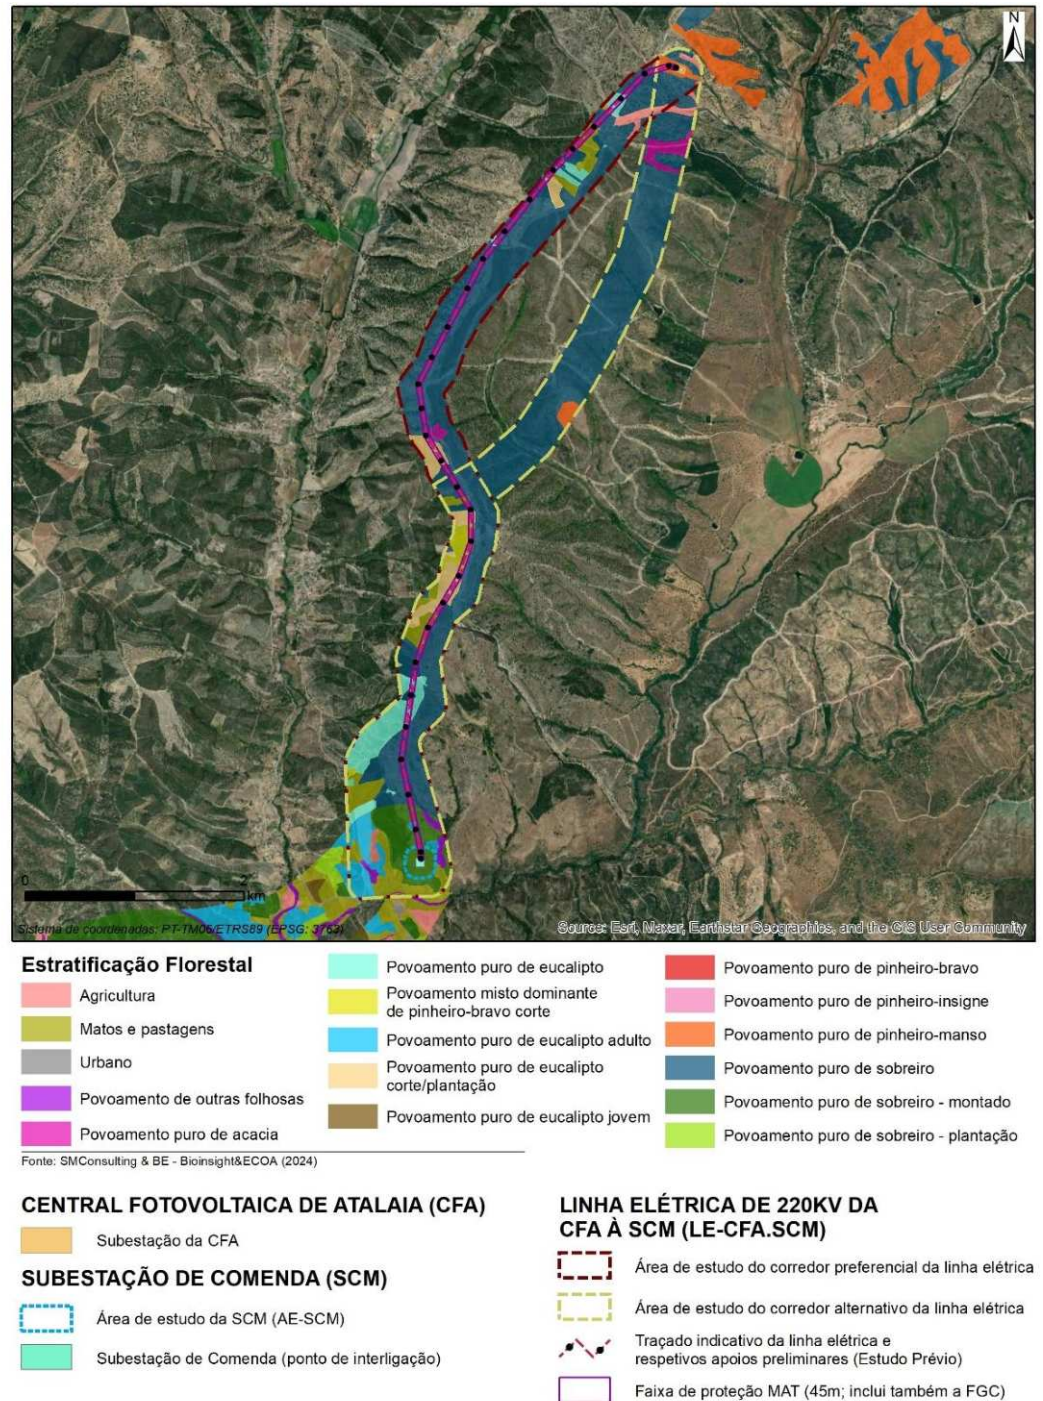 N
0
2
km
Sistema de coordenadas: PT-TM06/ETRS89 (EPSG: 3763)
Source: Esri, Maxar, Earthstar Geographics, and the GIS User Community
Estratificação Florestal
Agricultura
Matos e pastagens
Urbano
Povoamento de outras folhosas
Povoamento puro de acacia
Povoamento puro de eucalipto
Povoamento misto dominante
de pinheiro-bravo corte
Povoamento puro de eucalipto adulto
Povoamento puro de eucalipto
corte/plantação
Povoamento puro de eucalipto jovem
Povoamento puro de pinheiro-bravo
Povoamento puro de pinheiro-insigne
Povoamento puro de pinheiro-manso
Povoamento puro de sobreiro
Povoamento puro de sobreiro - montado
Povoamento puro de sobreiro - plantação
Fonte: SMConsulting & BE - Bioinsight&ECOA (2024)
CENTRAL FOTOVOLTAICA DE ATALAIA (CFA)
Subestação da CFA
SUBESTAÇÃO DE COMENDA (SCM)
Área de estudo da SCM (AE-SCM)
Subestação de Comenda (ponto de interligação)
LINHA ELÉTRICA DE 220KV DA
CFA À SCM (LE-CFA.SCM)
Área de estudo do corredor preferencial da linha elétrica
Área de estudo do corredor alternativo da linha elétrica
Traçado indicativo da linha elétrica e
respetivos apoios preliminares (Estudo Prévio)
Faixa de proteção MAT (45m; inclui também a FGC)